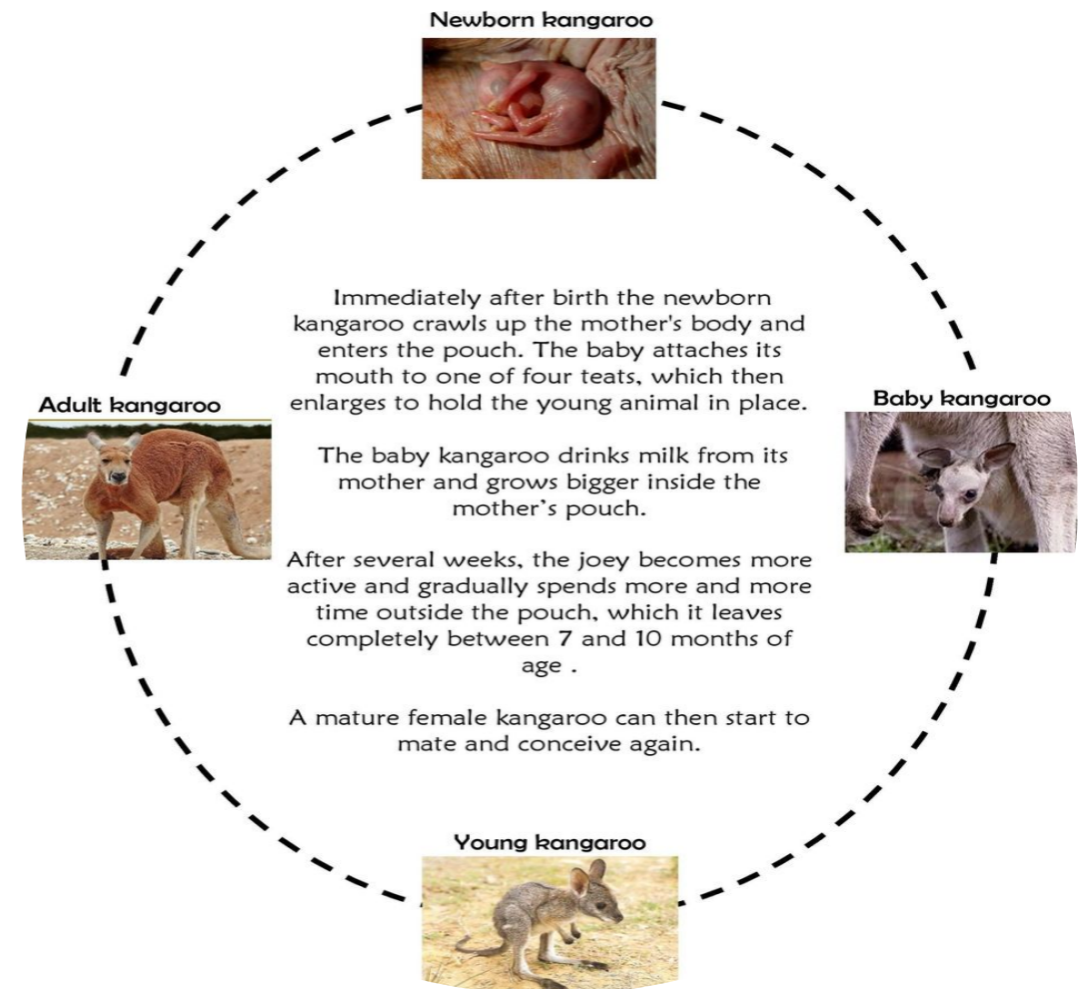 Newborn kangaroo
Immediately after birth the newborn
kangaroo crawls up the mother's body and
enters the pouch. The baby attaches its
mouth to one of four teats, which then
enlarges to hold the young animal in place.
Adult kangaroo
Baby kangaroo
The baby kangaroo drinks milk from its
mother and grows bigger inside the
mother’s pouch.
After several weeks, the joey becomes more
active and gradually spends more and more
time outside the pouch, which it leaves
completely between 7 and 10 months of
age .
A mature female kangaroo can then start to
mate and conceive again.
Young kangaroo